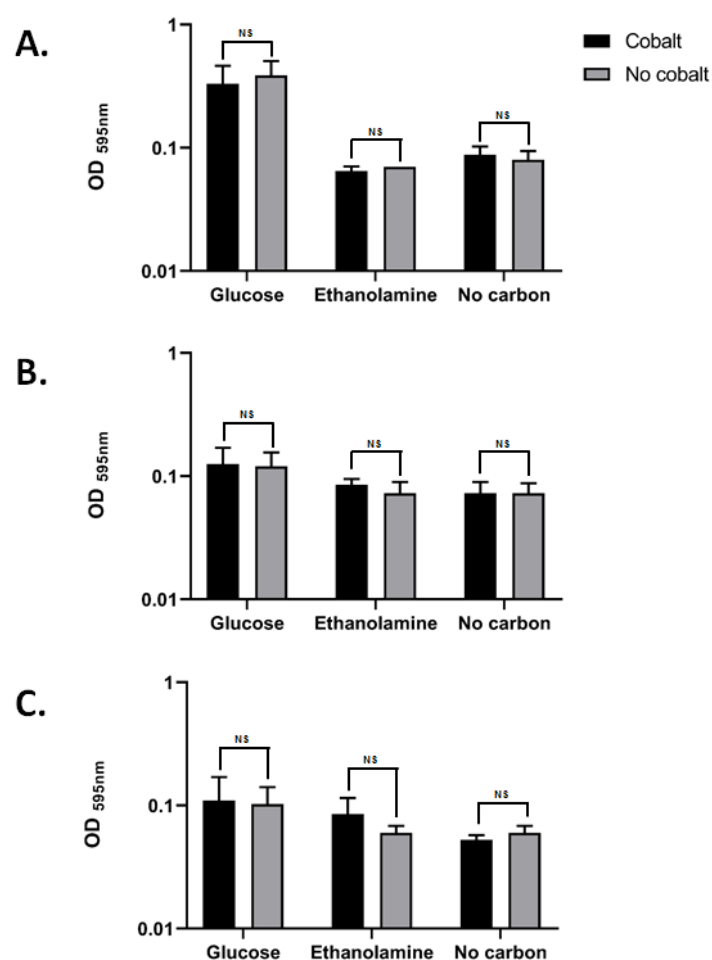 A.
Cobalt
No cobalt
OD 595nm
1
0.1
0.01
NS
NS
NS
Glucose
Ethanolamine
No carbon
B.
OD 595nm
1
0.1
0.01
NS
NS
NS
Glucose
Ethanolamine
No carbon
C.
OD 595nm
1
0.1
0.01
NS
NS
NS
Glucose
Ethanolamine
No carbon